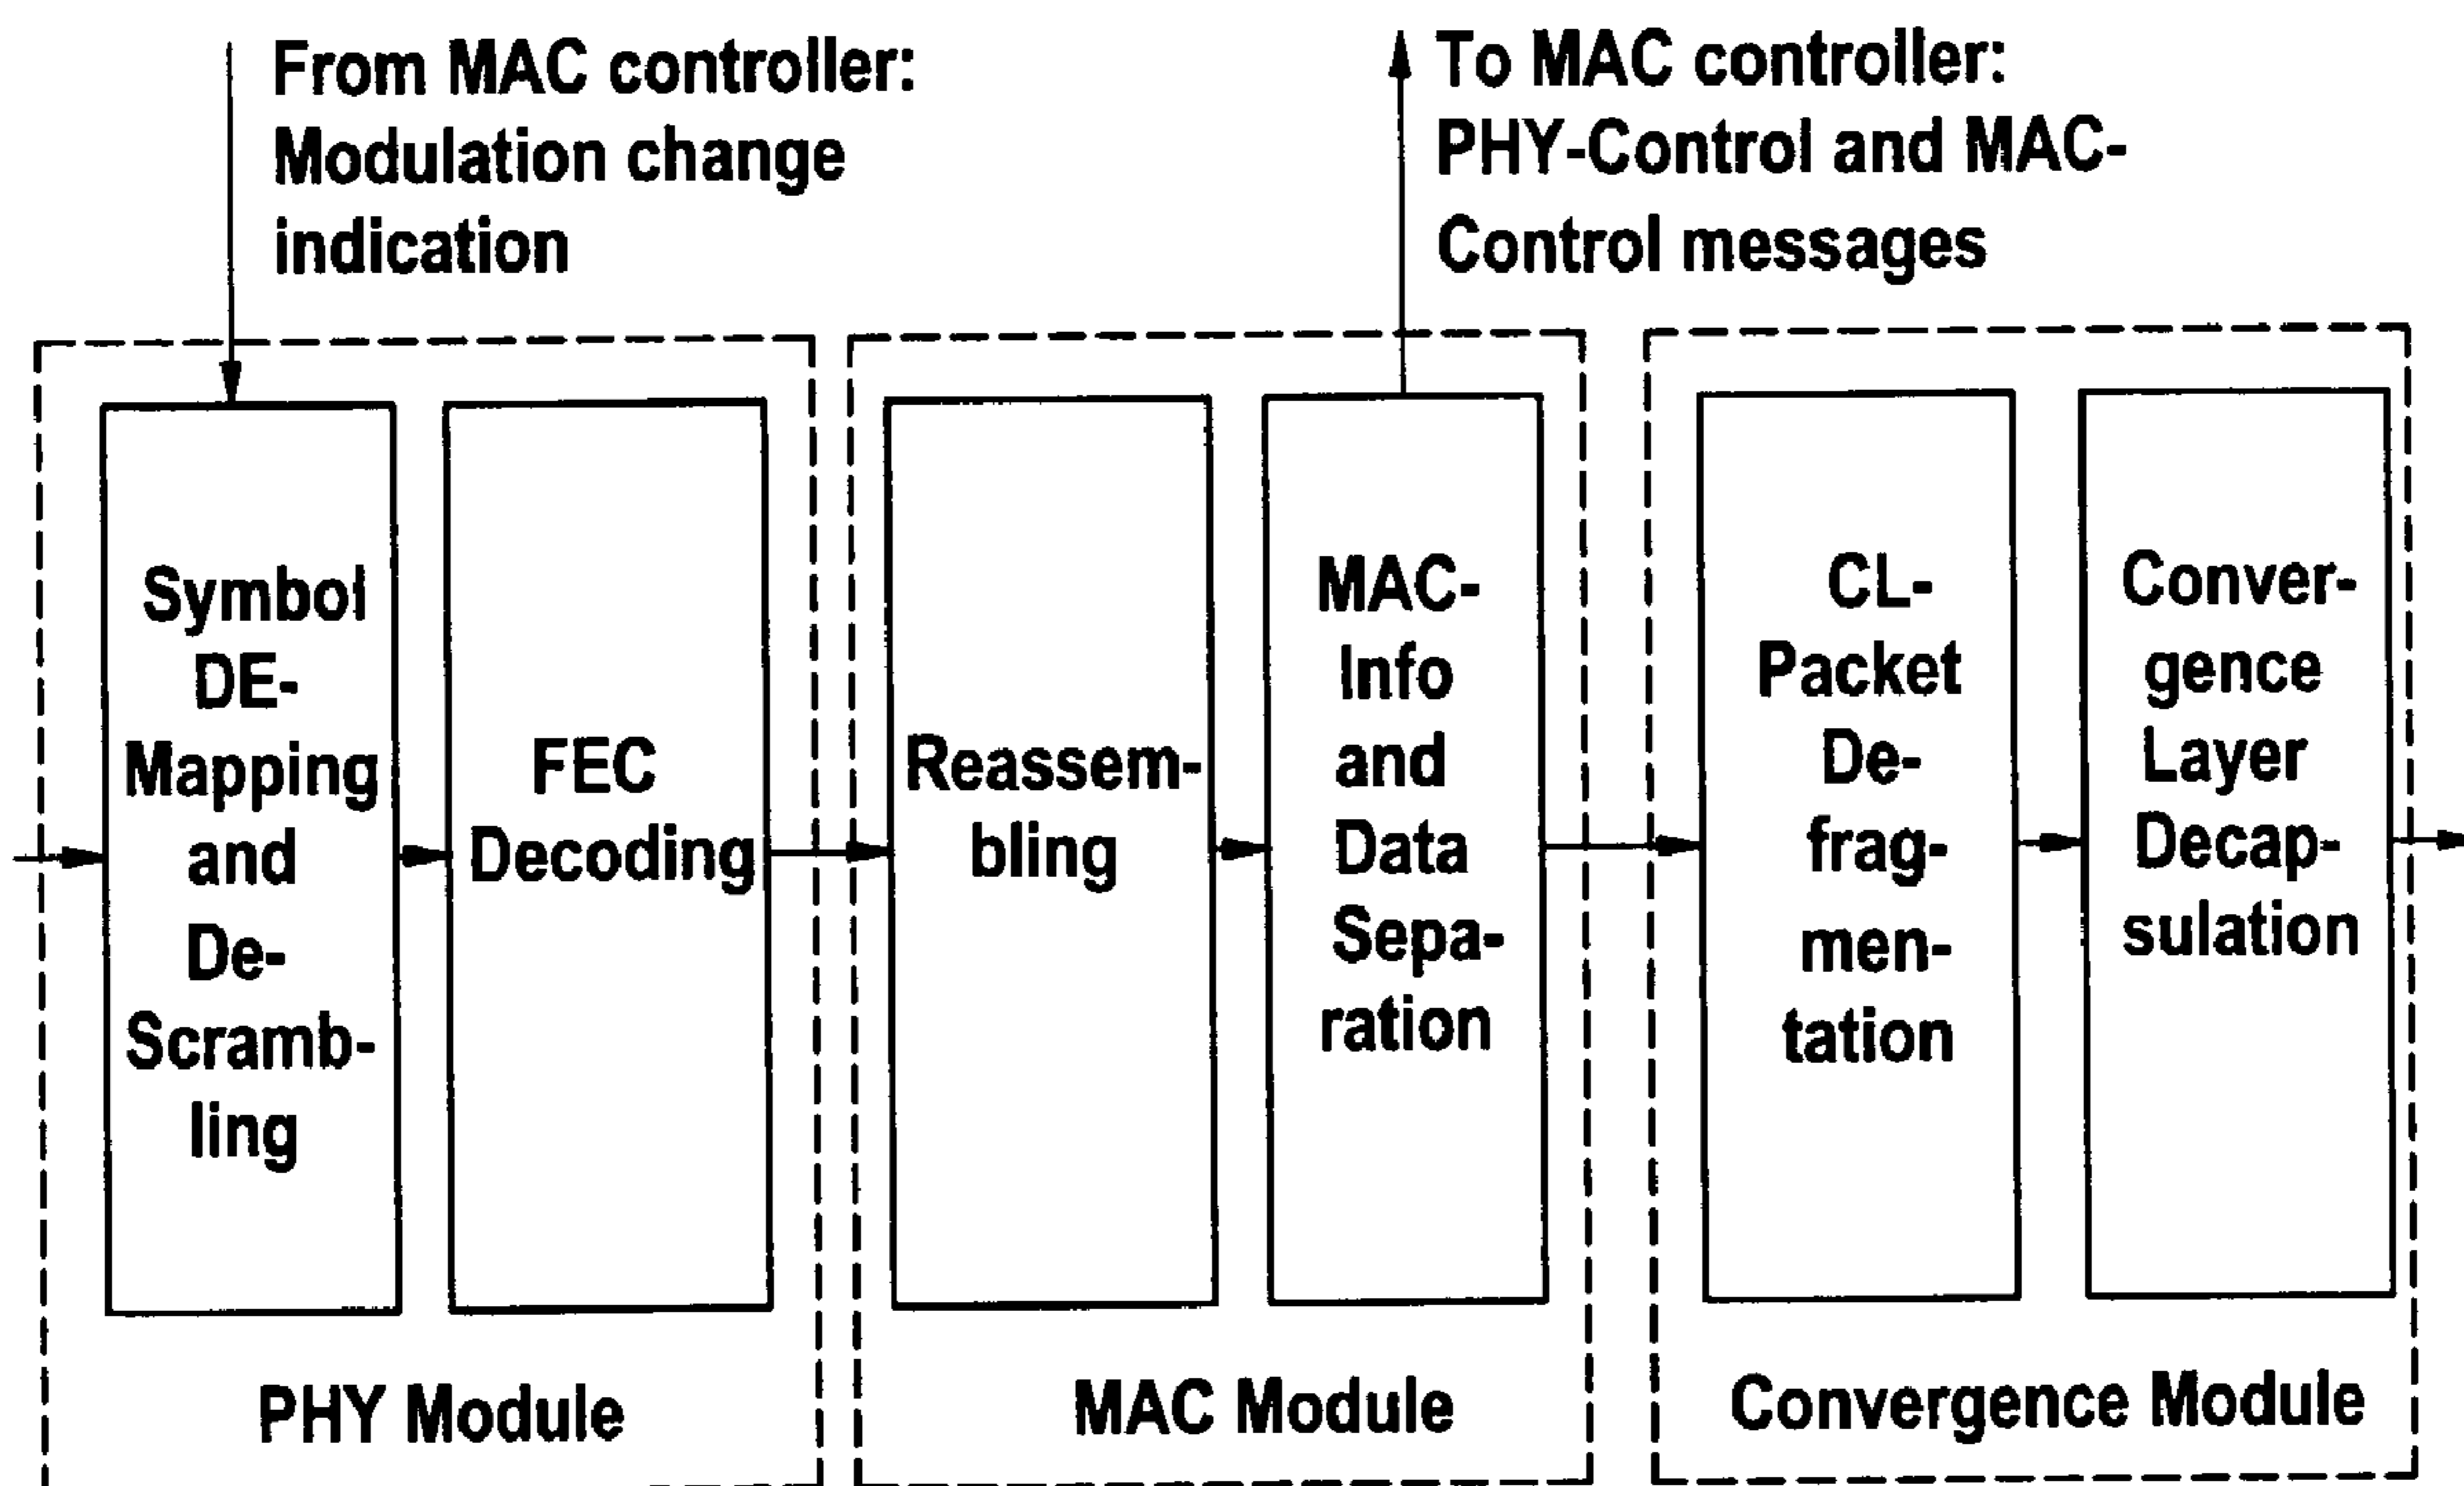 From MAC controller:
Modulation change
indication
To MAC controller:
PHY-Control and MAC-
Control messages
Symbol
DE-
Mapping
and
De-
Scramb-
ling
FEC
Decoding
Reassem-
bling
MAC-
Info
and
Data
Sepa-
ration
CL-
Packet
De-
frag-
men-
tation
Conver-
gence
Layer
Decap-
sulation
PHY Module
MAC Module
Convergence Module